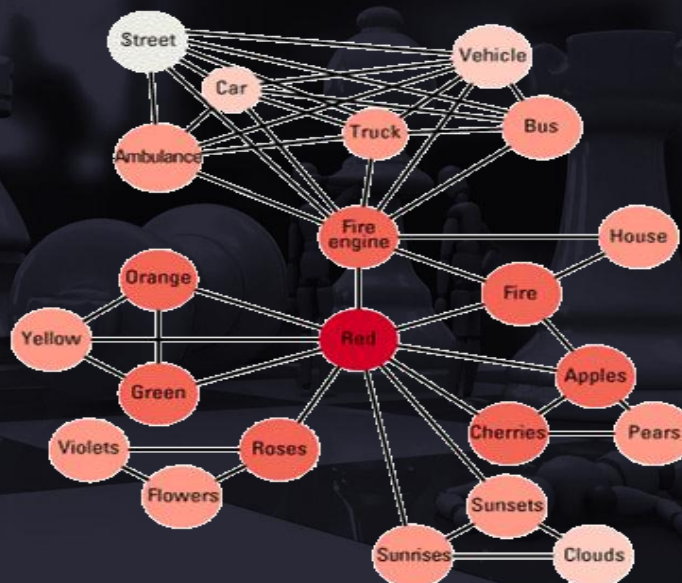 Street
Vehicle
Car
Truck
Bus
Ambulance
Fire
engine
House
Orange
Fire
Yellow
Red
Green
Apples
Cherries
Pears
Violets
Roses
Flowers
Sunsets
Sunrises
Clouds